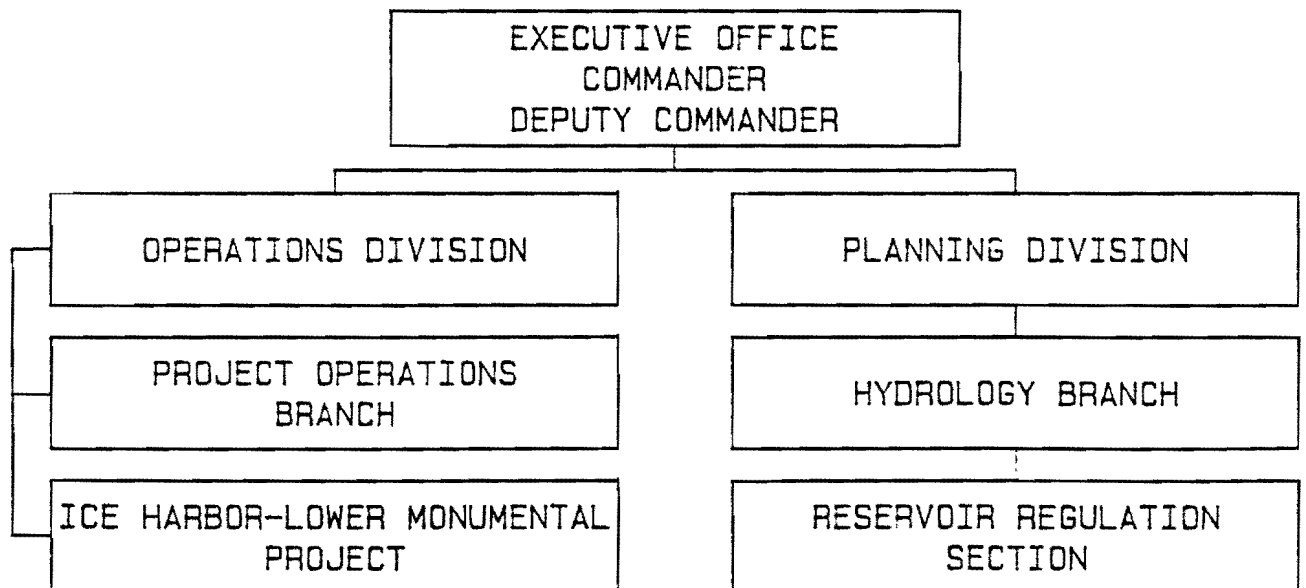 EXECUTIVE OFFICE
COMMANDER
DEPUTY COMMANDER
OPERATIONS DIVISION
PLANNING DIVISION
PROJECT OPERATIONS
BRANCH
HYDROLOGY BRANCH
ICE HARBOR-LOWER MONUMENTAL
PROJECT
RESERVOIR REGULATION
SECTION